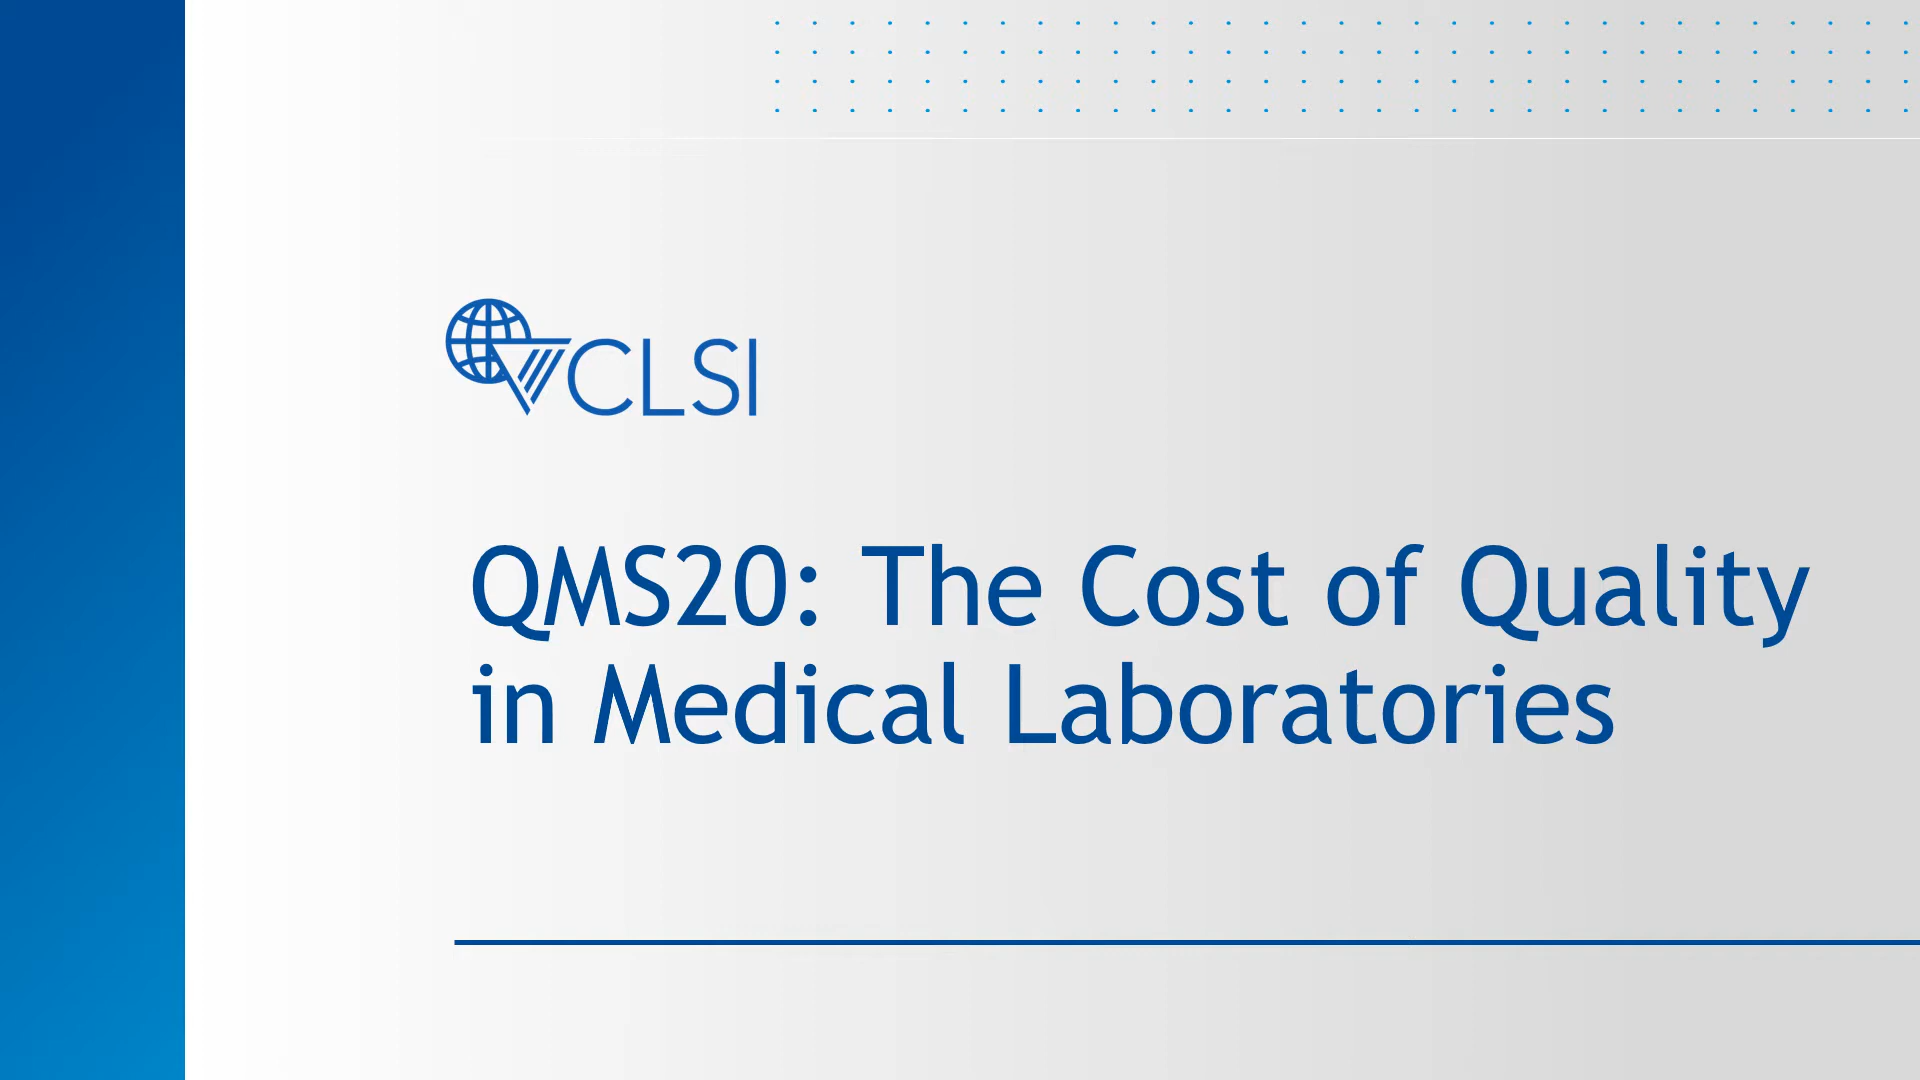 CLSI
QMS20: The Cost of Quality
in Medical Laboratories